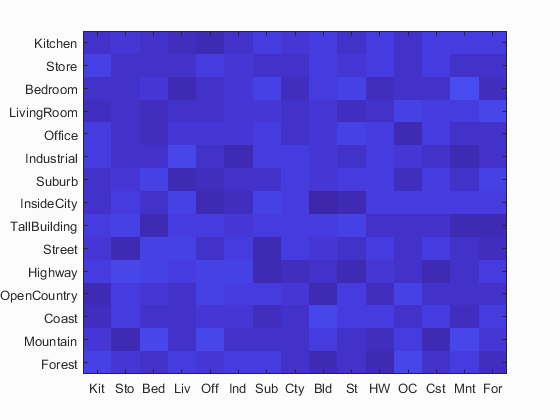 Kitchen
Store
Bedroom
LivingRoom
Office
Industrial
Suburb
InsideCity
TallBuilding
Street
Highway
OpenCountry
Coast
Mountain
Forest
Kit Sto Bed Liv Off Ind Sub Cty Bld St HW OC Cst Mnt For